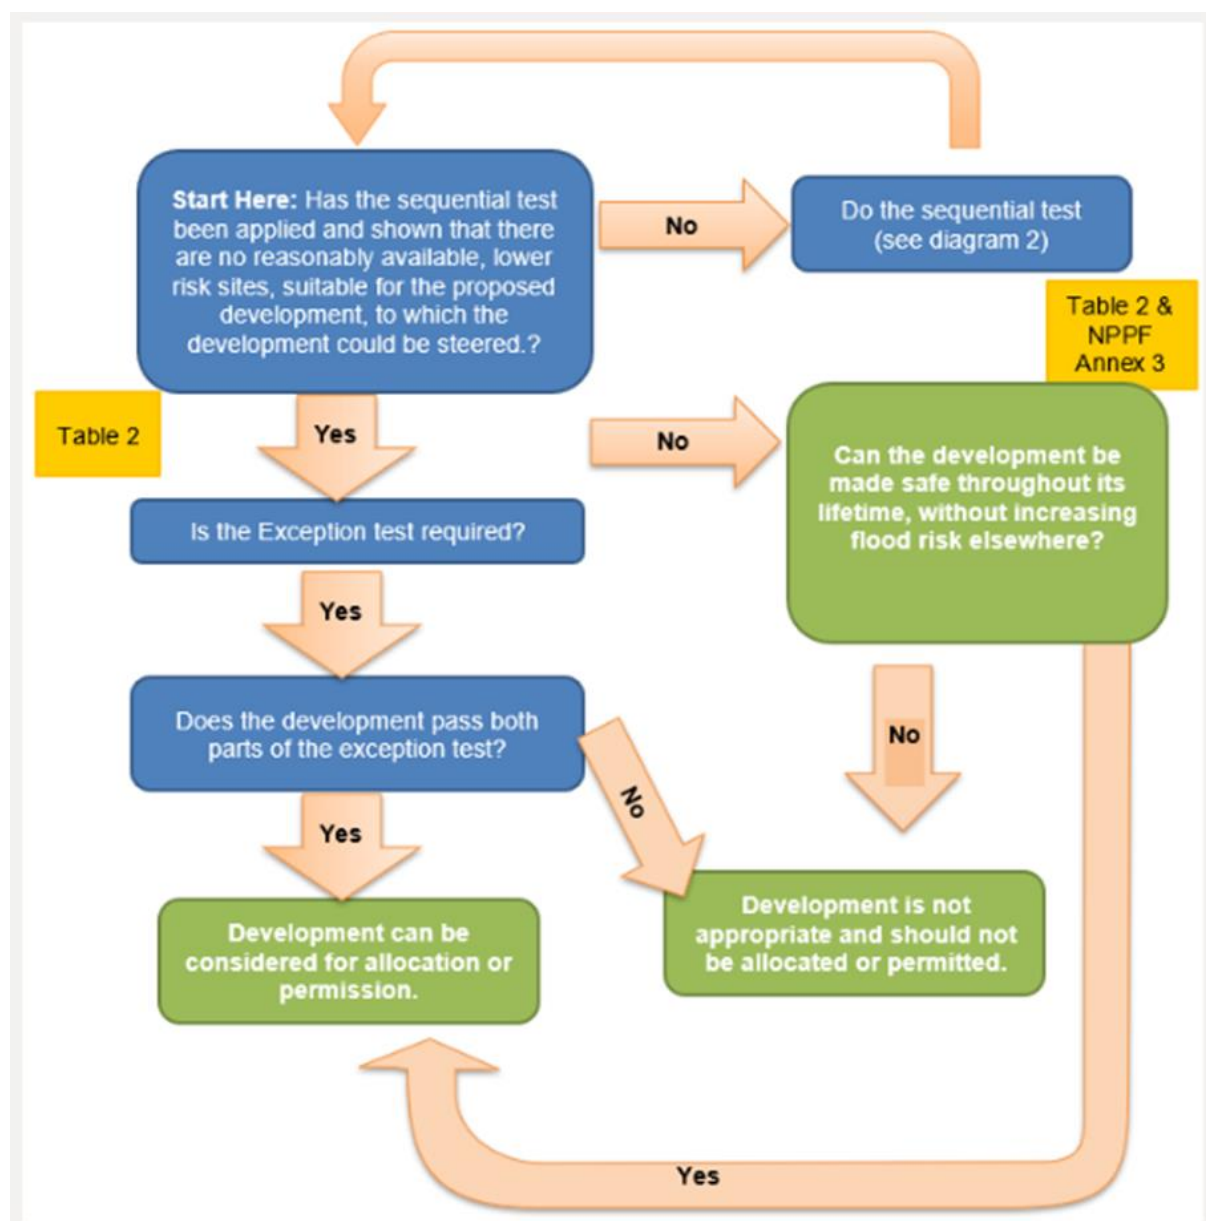 Start Here: Has the sequential test
been applied and shown that there
are no reasonably available, lower
risk sites, suitable for the proposed
development, to which the
development could be steered.?
No
Do the sequential test
(see diagram 2)
Table 2 &
NPPF
Annex 3
Table 2
Yes
No
Can the development be
made safe throughout its
lifetime, without increasing
flood risk elsewhere?
Is the Exception test required?
Yes
Does the development pass both
parts of the exception test?
No
No
Yes
Development can be
considered for allocation or
permission.
Development is not
appropriate and should not
be allocated or permitted.
Yes